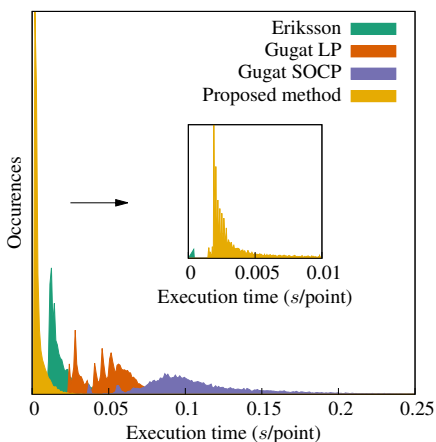 Eriksson
Gugat LP
Gugat SOCP
Proposed method
Occurences
0
0.005
0.01
Execution time (s/point)
0
0.05
0.1
0.15
0.2
0.25
Execution time (s/point)